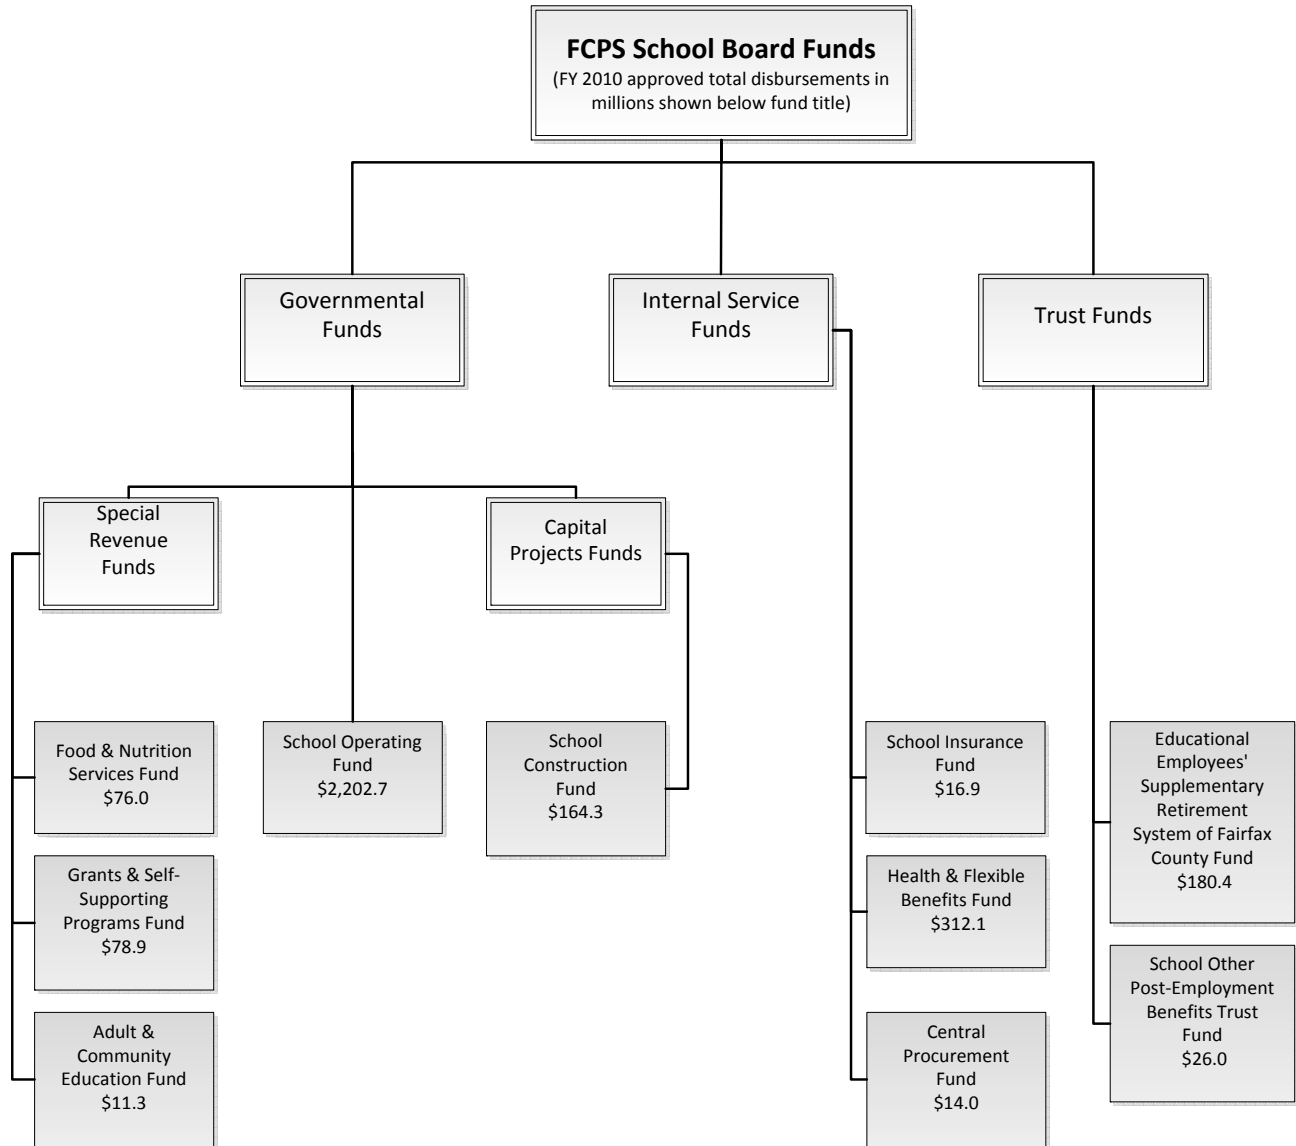 FCPS School Board Funds
(FY 2010 approved total disbursements in
millions shown below fund title)
Governmental
Funds
Internal Service
Funds
Trust Funds
Special
Revenue
Funds
Capital
Projects Funds
Food & Nutrition
Services Fund
$76.0
School Operating
Fund
$2,202.7
School
Construction
Fund
$164.3
School Insurance
Fund
$16.9
Educational
Employees'
Supplementary
Retirement
System of Fairfax
County Fund
$180.4
Grants & Self-
Supporting
Programs Fund
$78.9
Health & Flexible
Benefits Fund
$312.1
School Other
Post-Employment
Benefits Trust
Fund
$26.0
Adult &
Community
Education Fund
$11.3
Central
Procurement
Fund
$14.0